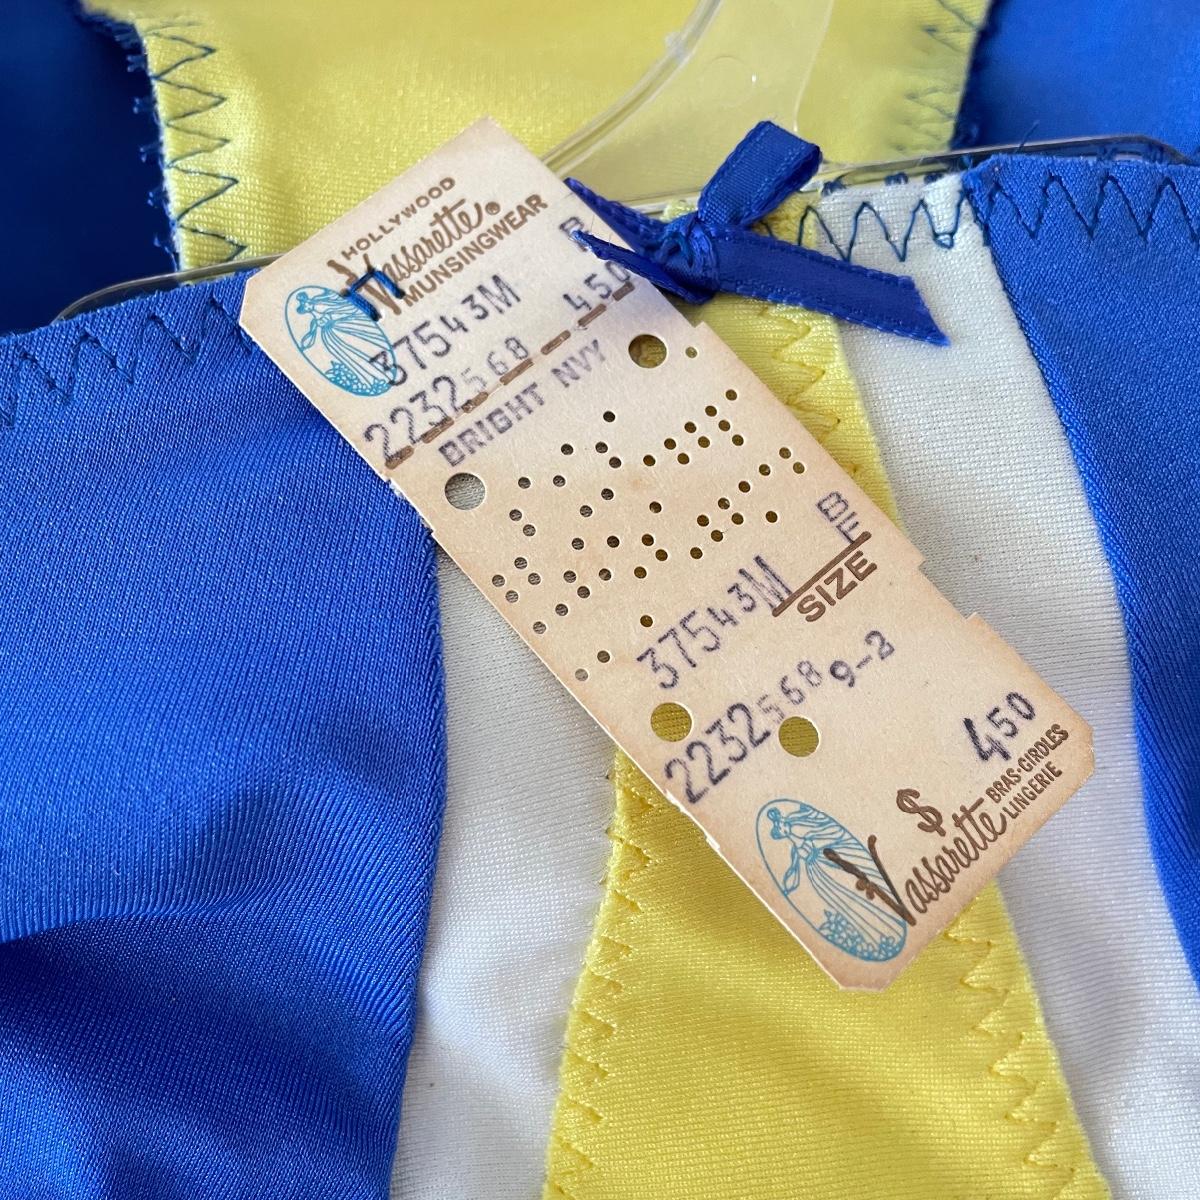 HOLLYWOOD
Vassarette®
MUNSINGWEAR
37543M B
2232568 450
BRIGHT NVY
B
37543M F
SIZE
2232568 9-2
450
$
Vassarette BRAS·GIRDLES
LINGERIE